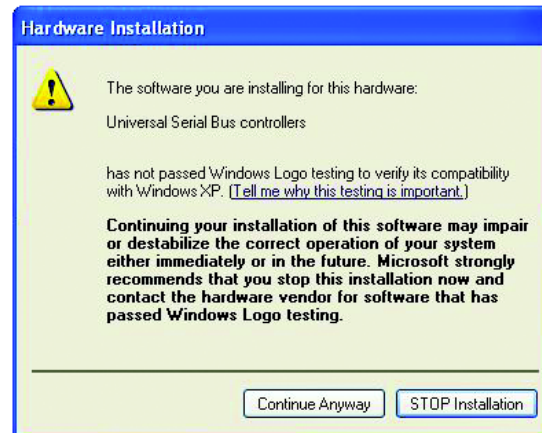 Hardware Installation
The software you are installing for this hardware:
Universal Serial Bus controllers
has not passed Windows Logo testing to verify its compatibility
with Windows XP. (Tell me why this testing is important.)
Continuing your installation of this software may impair
or destabilize the correct operation of your system
either immediately or in the future. Microsoft strongly
recommends that you stop this installation now and
contact the hardware vendor for software that has
passed Windows Logo testing.
Continue Anyway
STOP Installation